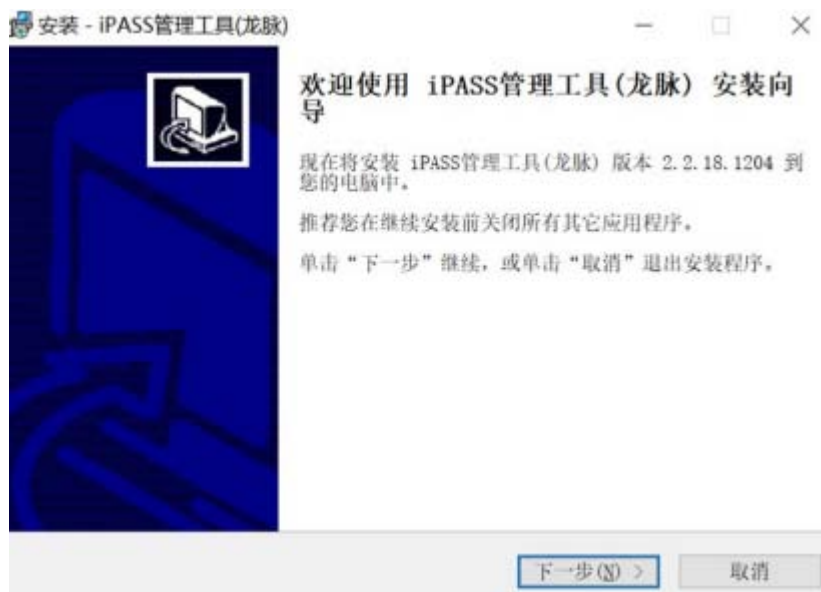 安装 - iPASS管理工具(龙脉)
欢迎使用 iPASS管理工具(龙脉) 安装向
导
现在将安装 iPASS管理工具(龙脉) 版本 2.2.18.1204 到
您的电脑中。
推荐您在继续安装前关闭所有其它应用程序。
单击“下一步”继续，或单击“取消”退出安装程序。
下一步(N) >
取消